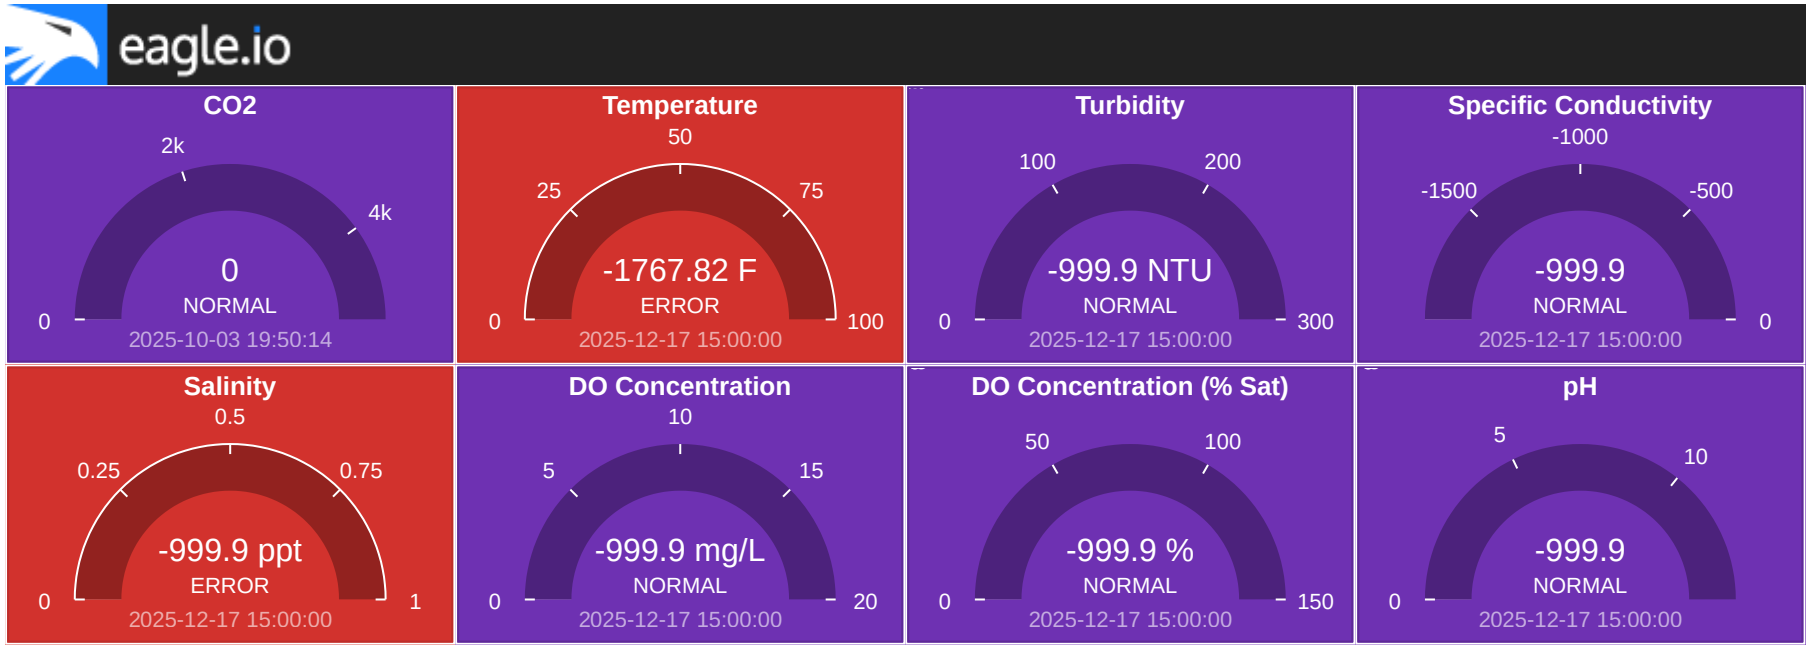 eagle.io
CO2
2k
4k
0
0
NORMAL
2025-10-03 19:50:14
Temperature
50
25
75
-1767.82 F
ERROR
0
100
2025-12-17 15:00:00
Turbidity
100
200
-999.9 NTU
NORMAL
0
300
2025-12-17 15:00:00
Specific Conductivity
-1000
-1500
-500
-999.9
NORMAL
0
2025-12-17 15:00:00
Salinity
0.5
0.25
0.75
-999.9 ppt
ERROR
0
1
2025-12-17 15:00:00
DO Concentration
10
5
15
-999.9 mg/L
NORMAL
0
20
2025-12-17 15:00:00
DO Concentration (% Sat)
50
100
-999.9 %
NORMAL
0
150
2025-12-17 15:00:00
pH
5
10
-999.9
NORMAL
0
2025-12-17 15:00:00